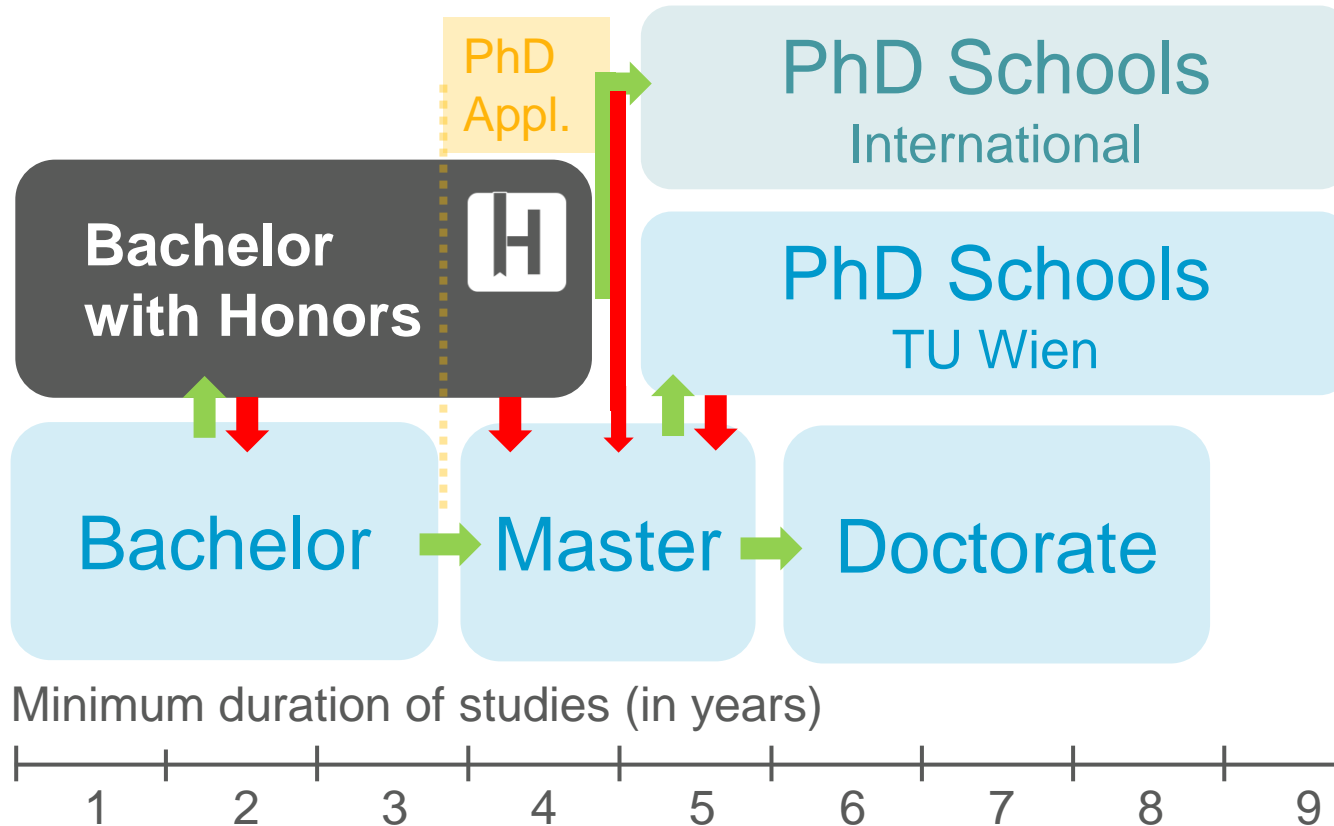 PhD
Appl.
PhD Schools
International
Bachelor
with Honors
H
PhD Schools
TU Wien
Bachelor
Master
Doctorate
Minimum duration of studies (in years)
1 2 3 4 5 6 7 8 9